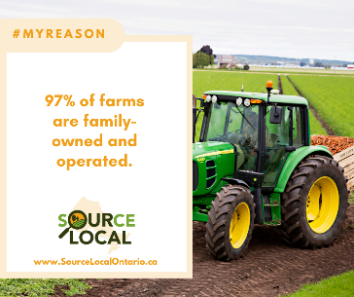 #MYREASON
97% of farms
are family-
owned and
operated.
SOURCE
LOCAL
www.SourceLocalOntario.ca